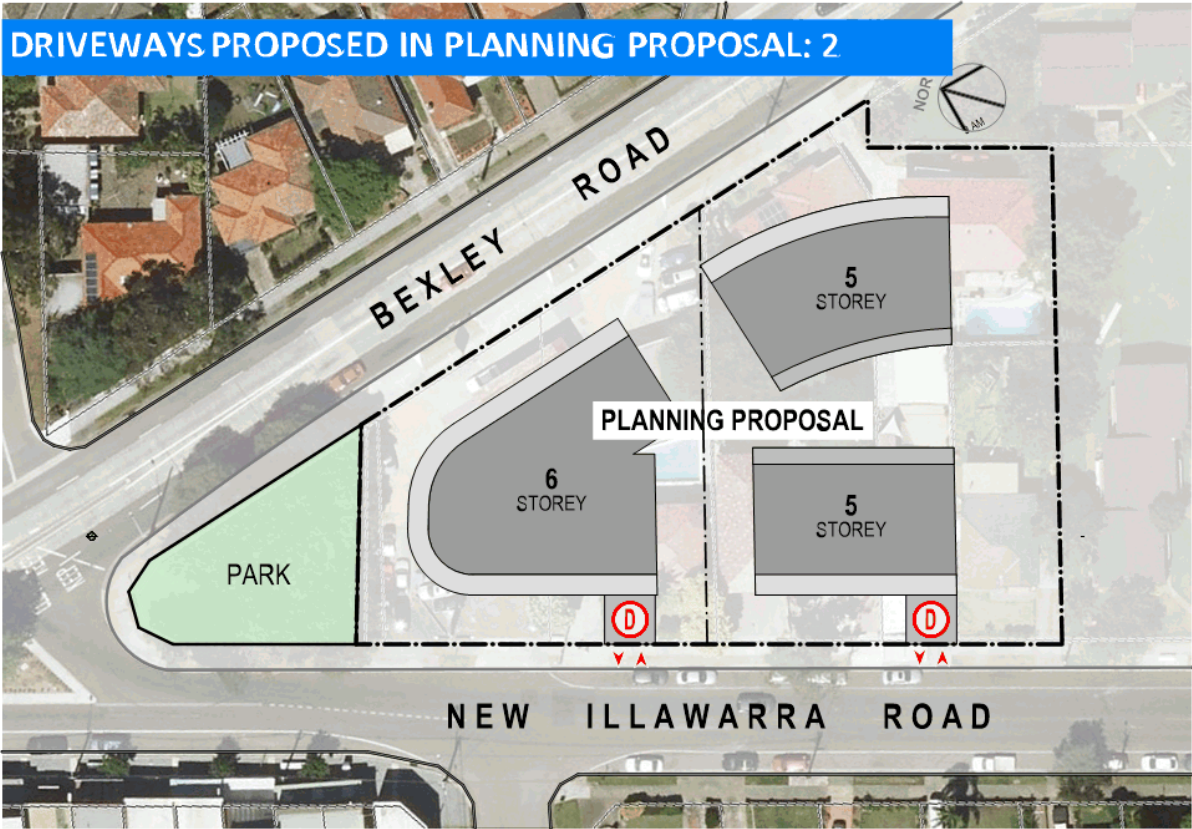 DRIVEWAYS PROPOSED IN PLANNING PROPOSAL: 2
NOR
AM
BEXLEY ROAD
5
STOREY
PLANNING PROPOSAL
6
STOREY
5
STOREY
PARK
D
D
NEW ILLAWARRA ROAD